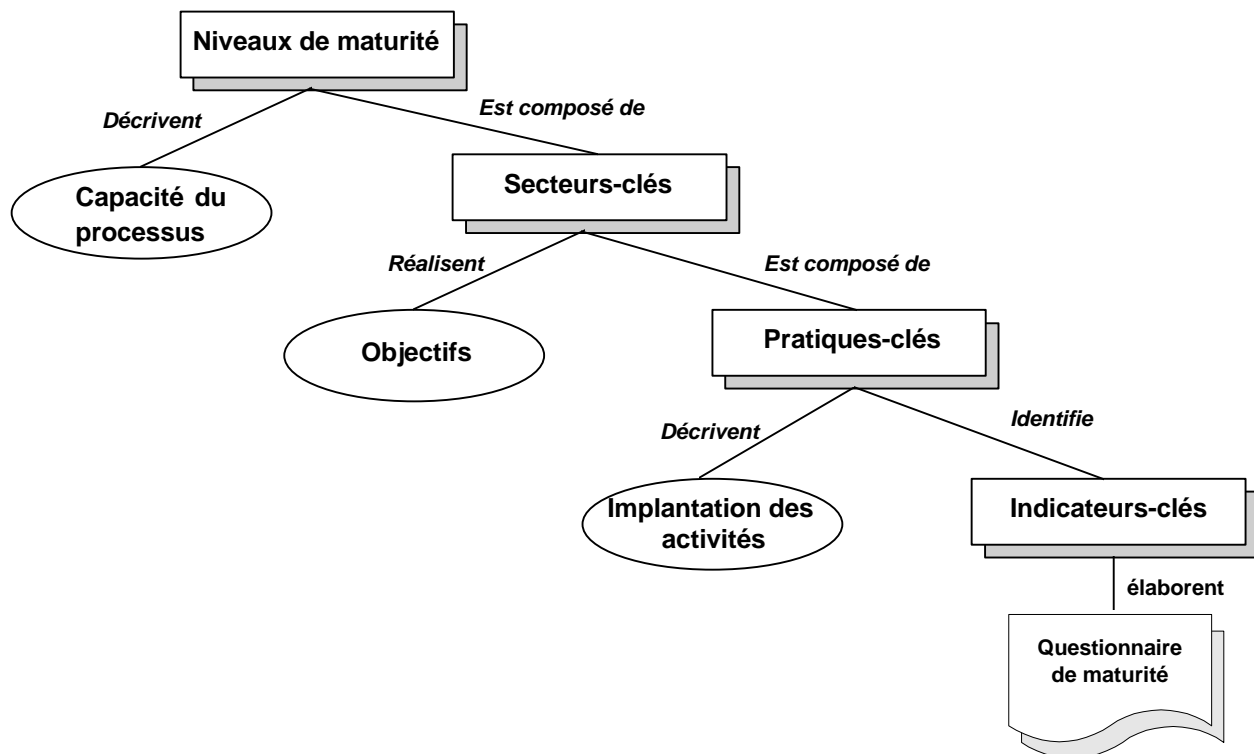 Niveaux de maturité
Décrivent
Est composé de
Capacité du
processus
Secteurs-clés
Réalisent
Est composé de
Objectifs
Pratiques-clés
Décrivent
Identifie
Implantation des
activités
Indicateurs-clés
élaborent
Questionnaire
de maturité